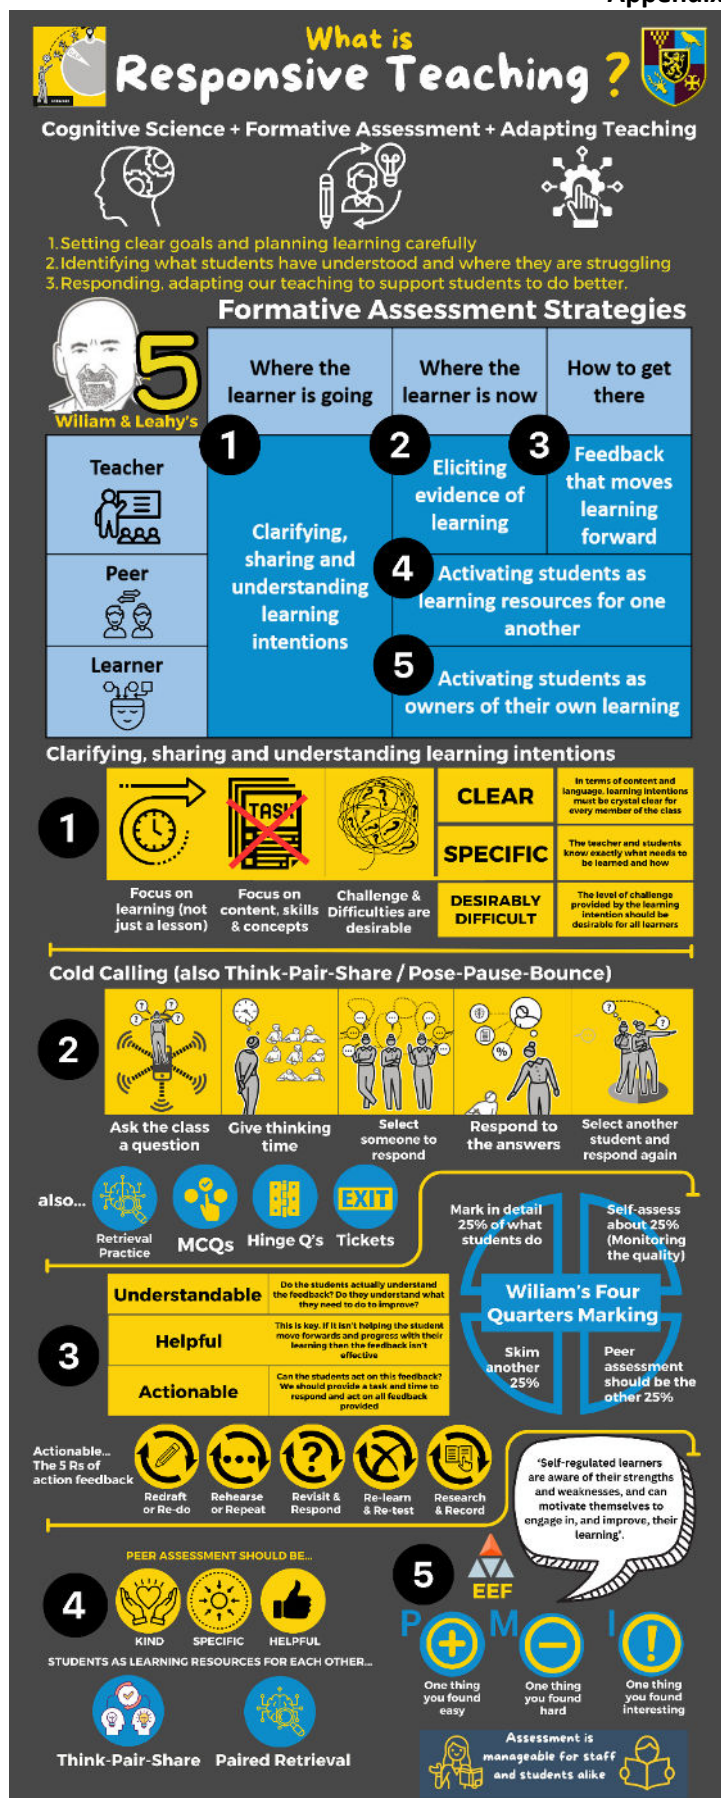 Appendix
What is
Responsive Teaching ?
Cognitive Science + Formative Assessment + Adapting Teaching
1. Setting clear goals and planning learning carefully
2. Identifying what students have understood and where they are struggling
3. Responding, adapting our teaching to support students to do better.
Formative Assessment Strategies
5
Wiliam & Leahy's
Where the
learner is going
Where the
learner is now
How to get
there
Teacher
Peer
Learner
1
Clarifying,
sharing and
understanding
learning
intentions
2
Eliciting
evidence of
learning
3
Feedback
that moves
learning
forward
4
Activating students as
learning resources for one
another
5
Activating students as
owners of their own learning
Clarifying, sharing and understanding learning intentions
1
TASK
Focus on
learning (not
just a lesson)
Focus on
content, skills
& concepts
Challenge &
Difficulties are
desirable
CLEAR
In terms of content and
language, learning intentions
must be crystal clear for
every member of the class
SPECIFIC
The teacher and students
know exactly what needs to
be learned and how
DESIRABLY
DIFFICULT
The level of challenge
provided by the learning
intention should be
desirable for all learners
Cold Calling (also Think-Pair-Share / Pose-Pause-Bounce)
2
Ask the class
a question
Give thinking
time
Select
someone to
respond
%
Respond to
the answers
Select another
student and
respond again
also...
Retrieval
Practice
MCQs
Hinge Q's
EXIT
Tickets
Mark in detail
25% of what
students do
Self-assess
about 25%
(Monitoring
the quality)
Wiliam's Four
Quarters Marking
Skim
another
25%
Peer
assessment
should be the
other 25%
3
Understandable
Do the students actually understand
the feedback? Do they understand what
they need to do to improve?
Helpful
This is key. If it isn't helping the student
move forwards and progress with their
learning then the feedback isn't
effective
Actionable
Can the students act on this feedback?
We should provide a task and time to
respond and act on all feedback
provided
Actionable...
The 5 Rs of
action feedback
Redraft
or Re-do
Rehearse
or Repeat
Revisit &
Respond
Re-learn
& Re-test
Research
& Record
'Self-regulated learners
are aware of their strengths
and weaknesses, and can
motivate themselves to
engage in, and improve, their
learning'.
4
PEER ASSESSMENT SHOULD BE...
KIND
SPECIFIC
HELPFUL
STUDENTS AS LEARNING RESOURCES FOR EACH OTHER...
Think-Pair-Share
Paired Retrieval
5
EEF
P
M
I
One thing
you found
easy
One thing
you found
hard
One thing
you found
interesting
Assessment is
manageable for staff
and students alike